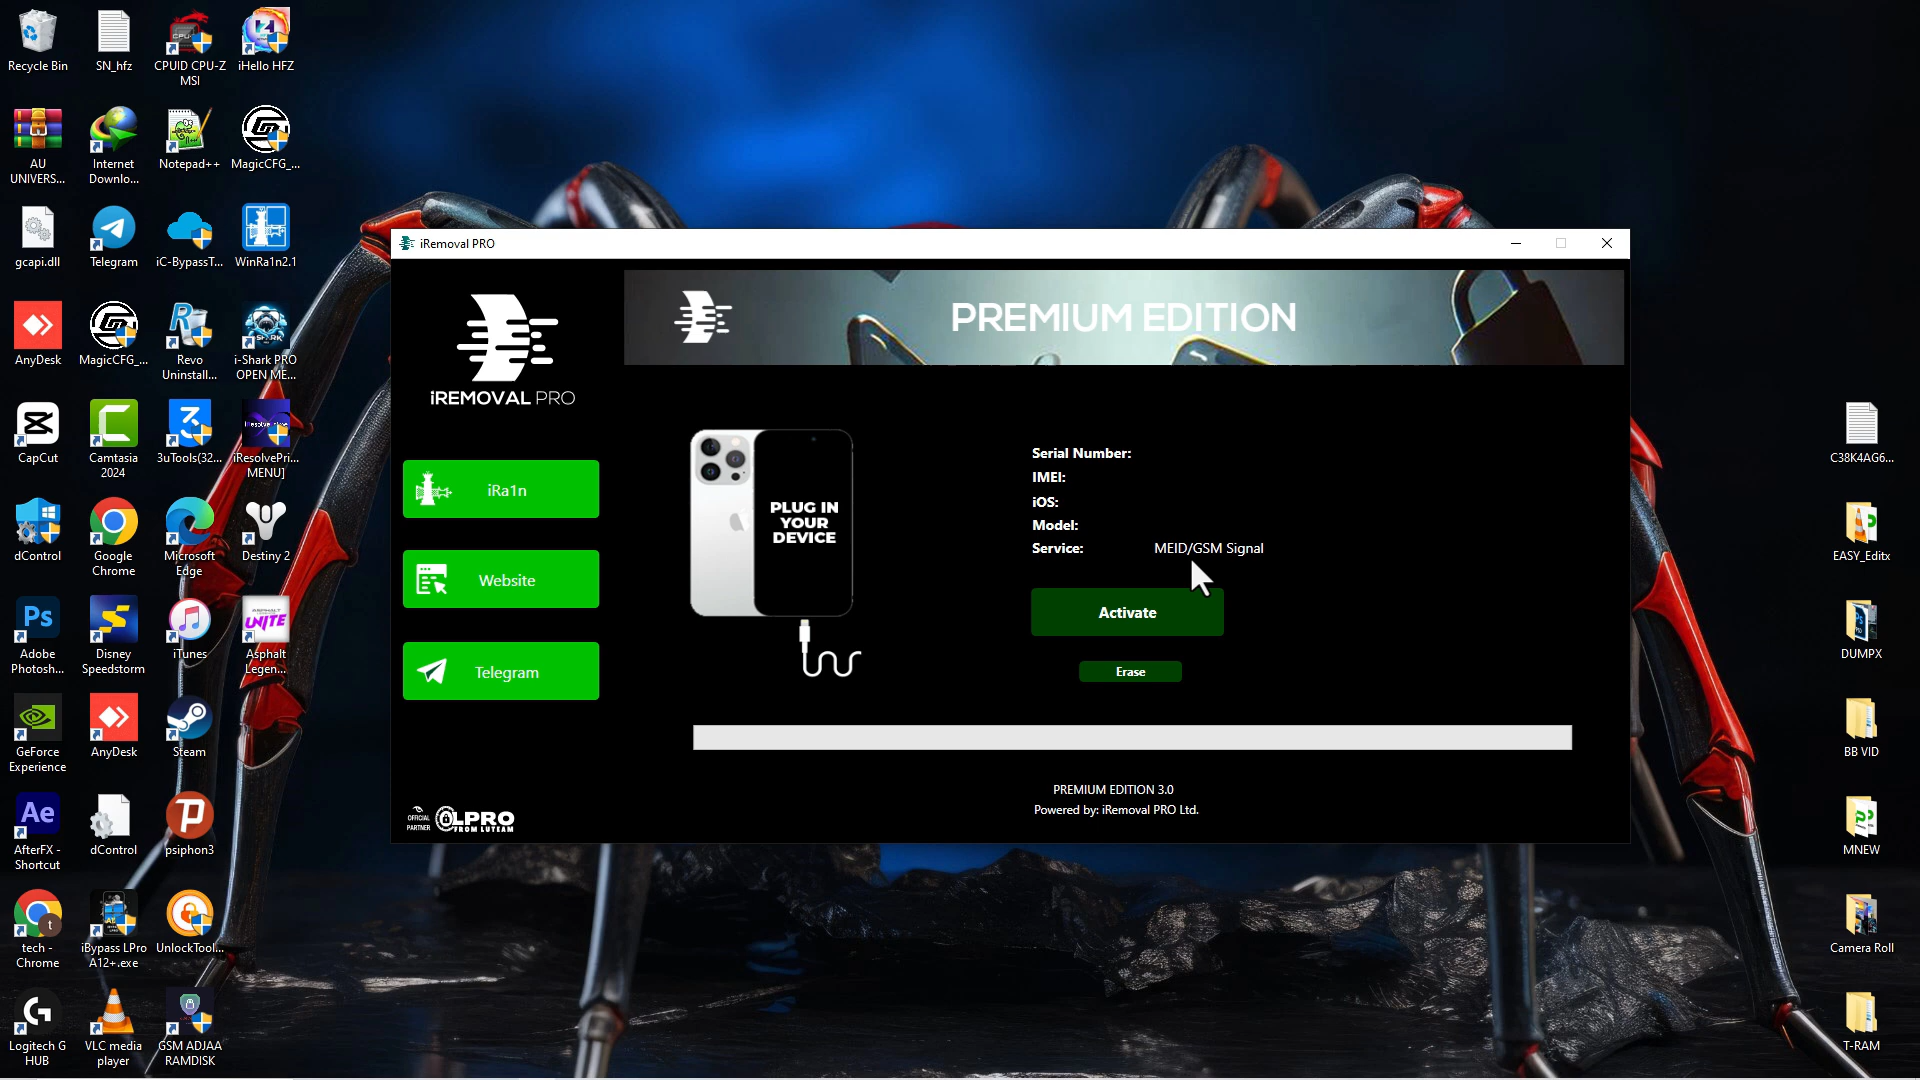 Recycle Bin
SN_hfz
CPUID CPU-Z
MSI
iHello HFZ
AU
UNIVERS...
Internet
Downlo...
Notepad++
MagicCFG_...
gcapi.dll
Telegram
iC-BypassT...
WinRa1n2.1
AnyDesk
MagicCFG_...
Revo
Uninstall...
i-Shark PRO
OPEN ME...
CapCut
Camtasia
2024
3uTools(32...
iResolvePri...
MENU]
dControl
Google
Chrome
Microsoft
Edge
Destiny 2
Adobe
Photosh...
Disney
Speedstorm
iTunes
Asphalt
Legen...
GeForce
Experience
AnyDesk
Steam
AfterFX -
Shortcut
dControl
psiphon3
tech -
Chrome
iBypass LPro
A12+.exe
UnlockTool...
Logitech G
HUB
VLC media
player
GSM ADJAA
RAMDISK
iRemoval PRO
iREMOVAL PRO
iRa1n
Website
Telegram
OFFICIAL
PARTNER
LPRO
FROM LUTEAM
PREMIUM EDITION
PLUG IN
YOUR
DEVICE
Serial Number:
IMEI:
iOS:
Model:
Service: MEID/GSM Signal
Activate
Erase
PREMIUM EDITION 3.0
Powered by: iRemoval PRO Ltd.
C38K4AG6...
EASY_Editx
DUMPX
BB VID
MNEW
Camera Roll
T-RAM